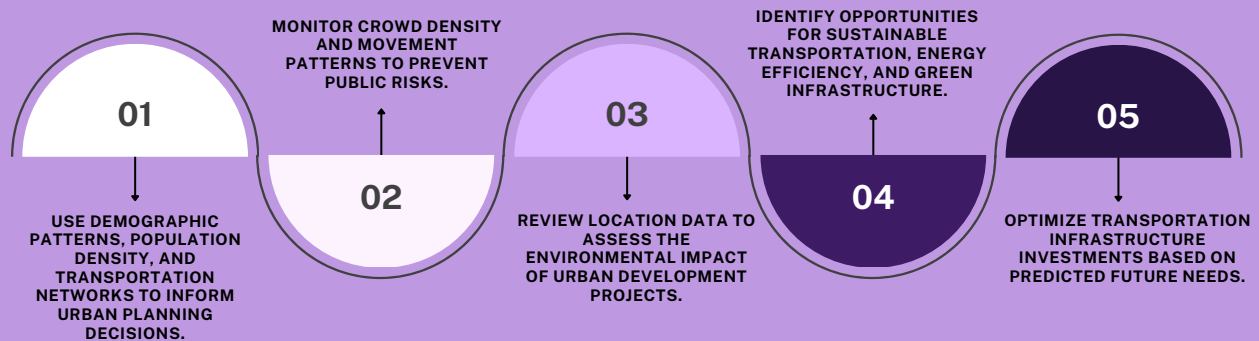 01
USE DEMOGRAPHIC
PATTERNS, POPULATION
DENSITY, AND
TRANSPORTATION
NETWORKS TO INFORM
URBAN PLANNING
DECISIONS.
MONITOR CROWD DENSITY
AND MOVEMENT
PATTERNS TO PREVENT
PUBLIC RISKS.
02
03
REVIEW LOCATION DATA TO
ASSESS THE
ENVIRONMENTAL IMPACT
OF URBAN DEVELOPMENT
PROJECTS.
IDENTIFY OPPORTUNITIES
FOR SUSTAINABLE
TRANSPORTATION, ENERGY
EFFICIENCY, AND GREEN
INFRASTRUCTURE.
04
05
OPTIMIZE TRANSPORTATION
INFRASTRUCTURE
INVESTMENTS BASED ON
PREDICTED FUTURE NEEDS.